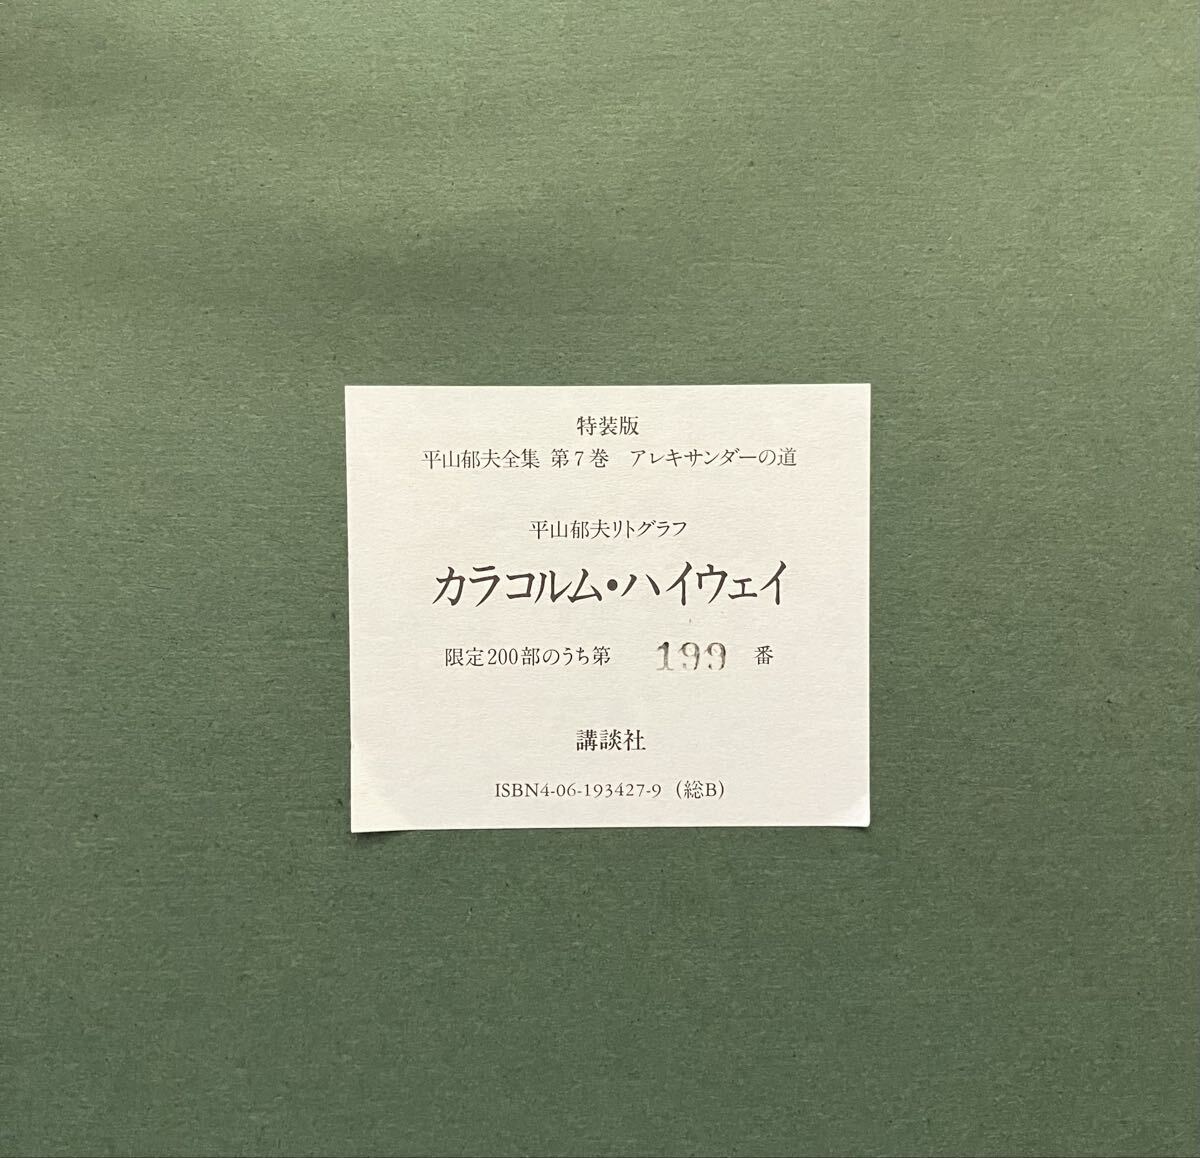 特装版
平山郁夫全集 第7巻　アレキサンダーの道
平山郁夫リトグラフ
カラコルム・ハイウェイ
限定200部のうち第　199　番
講談社
ISBN4-06-193427-9（総B）